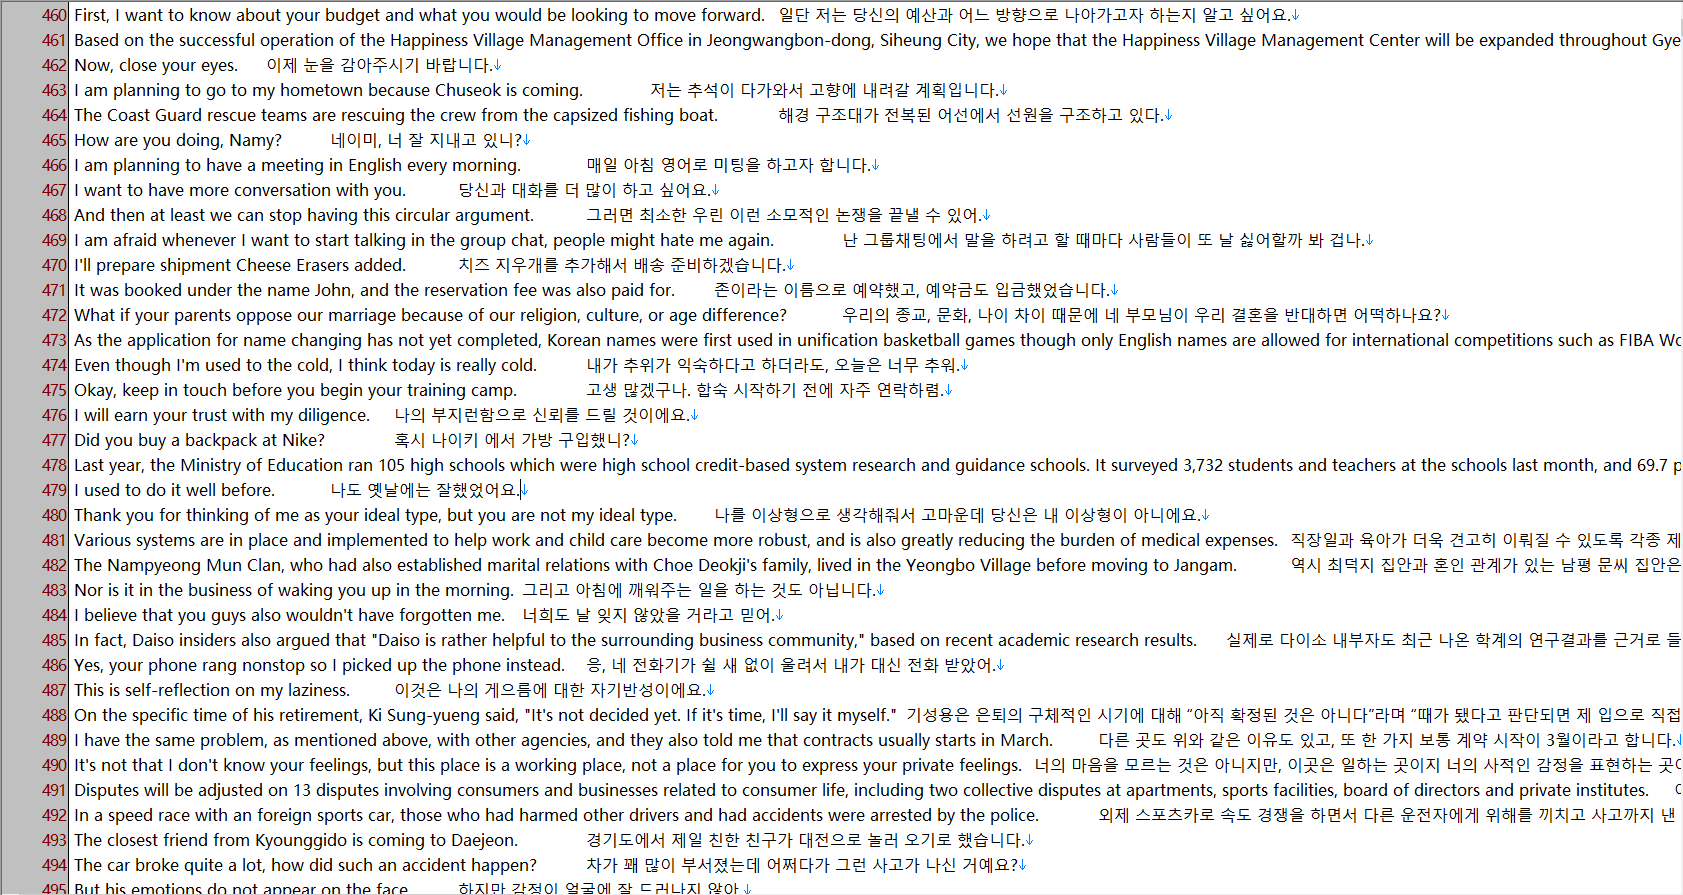 460 First, I want to know about your budget and what you would be looking to move forward. 일단 저는 당신의 예산과 어느 방향으로 나아가고자 하는지 알고 싶어요.↓
461 Based on the successful operation of the Happiness Village Management Office in Jeongwangbon-dong, Siheung City, we hope that the Happiness Village Management Center will be expanded throughout Gye
462 Now, close your eyes. 이제 눈을 감아주시기 바랍니다.↓
463 I am planning to go to my hometown because Chuseok is coming. 저는 추석이 다가와서 고향에 내려갈 계획입니다.↓
464 The Coast Guard rescue teams are rescuing the crew from the capsized fishing boat. 해경 구조대가 전복된 어선에서 선원을 구조하고 있다.↓
465 How are you doing, Namy? 네이미, 너 잘 지내고 있니?↓
466 I am planning to have a meeting in English every morning. 매일 아침 영어로 미팅을 하고자 합니다.↓
467 I want to have more conversation with you. 당신과 대화를 더 많이 하고 싶어요.↓
468 And then at least we can stop having this circular argument. 그러면 최소한 우린 이런 소모적인 논쟁을 끝낼 수 있어.↓
469 I am afraid whenever I want to start talking in the group chat, people might hate me again. 난 그룹채팅에서 말을 하려고 할 때마다 사람들이 또 날 싫어할까 봐 겁나.↓
470 I'll prepare shipment Cheese Erasers added. 치즈 지우개를 추가해서 배송 준비하겠습니다.↓
471 It was booked under the name John, and the reservation fee was also paid for. 존이라는 이름으로 예약했고, 예약금도 입금했었습니다.↓
472 What if your parents oppose our marriage because of our religion, culture, or age difference? 우리의 종교, 문화, 나이 차이 때문에 네 부모님이 우리 결혼을 반대하면 어떡하나요?↓
473 As the application for name changing has not yet completed, Korean names were first used in unification basketball games though only English names are allowed for international competitions such as FIBA Wo
474 Even though I'm used to the cold, I think today is really cold. 내가 추위가 익숙하다고 하더라도, 오늘은 너무 추워.↓
475 Okay, keep in touch before you begin your training camp. 고생 많겠구나. 합숙 시작하기 전에 자주 연락하렴.↓
476 I will earn your trust with my diligence. 나의 부지런함으로 신뢰를 드릴 것이에요.↓
477 Did you buy a backpack at Nike? 혹시 나이키 에서 가방 구입했니?↓
478 Last year, the Ministry of Education ran 105 high schools which were high school credit-based system research and guidance schools. It surveyed 3,732 students and teachers at the schools last month, and 69.7 p
479 I used to do it well before. 나도 옛날에는 잘했었어요.↓
480 Thank you for thinking of me as your ideal type, but you are not my ideal type. 나를 이상형으로 생각해줘서 고마운데 당신은 내 이상형이 아니에요.↓
481 Various systems are in place and implemented to help work and child care become more robust, and is also greatly reducing the burden of medical expenses. 직장일과 육아가 더욱 견고히 이뤄질 수 있도록 각종 제
482 The Nampyeong Mun Clan, who had also established marital relations with Choe Deokji's family, lived in the Yeongbo Village before moving to Jangam. 역시 최덕지 집안과 혼인 관계가 있는 남평 문씨 집안은
483 Nor is it in the business of waking you up in the morning. 그리고 아침에 깨워주는 일을 하는 것도 아닙니다.↓
484 I believe that you guys also wouldn't have forgotten me. 너희도 날 잊지 않았을 거라고 믿어.↓
485 In fact, Daiso insiders also argued that "Daiso is rather helpful to the surrounding business community," based on recent academic research results. 실제로 다이소 내부자도 최근 나온 학계의 연구결과를 근거로 들
486 Yes, your phone rang nonstop so I picked up the phone instead. 응, 네 전화기가 쉴 새 없이 울려서 내가 대신 전화 받았어.↓
487 This is self-reflection on my laziness. 이것은 나의 게으름에 대한 자기반성이에요.↓
488 On the specific time of his retirement, Ki Sung-yueng said, "It's not decided yet. If it's time, I'll say it myself." 기성용은 은퇴의 구체적인 시기에 대해 “아직 확정된 것은 아니다”라며 “때가 됐다고 판단되면 제 입으로 직접
489 I have the same problem, as mentioned above, with other agencies, and they also told me that contracts usually starts in March. 다른 곳도 위와 같은 이유도 있고, 또 한 가지 보통 계약 시작이 3월이라고 합니다.↓
490 It's not that I don't know your feelings, but this place is a working place, not a place for you to express your private feelings. 너의 마음을 모르는 것은 아니지만, 이곳은 일하는 곳이지 너의 사적인 감정을 표현하는 곳이
491 Disputes will be adjusted on 13 disputes involving consumers and businesses related to consumer life, including two collective disputes at apartments, sports facilities, board of directors and private institutes.
492 In a speed race with an foreign sports car, those who had harmed other drivers and had accidents were arrested by the police. 외제 스포츠카로 속도 경쟁을 하면서 다른 운전자에게 위해를 끼치고 사고까지 낸
493 The closest friend from Kyounggido is coming to Daejeon. 경기도에서 제일 친한 친구가 대전으로 놀러 오기로 했습니다.↓
494 The car broke quite a lot, how did such an accident happen? 차가 꽤 많이 부서졌는데 어쩌다가 그런 사고가 나신 거예요?↓
495 But his emotions do not appear on the face. 하지만 감정이 얼굴에 잘 드러나지 않아.↓